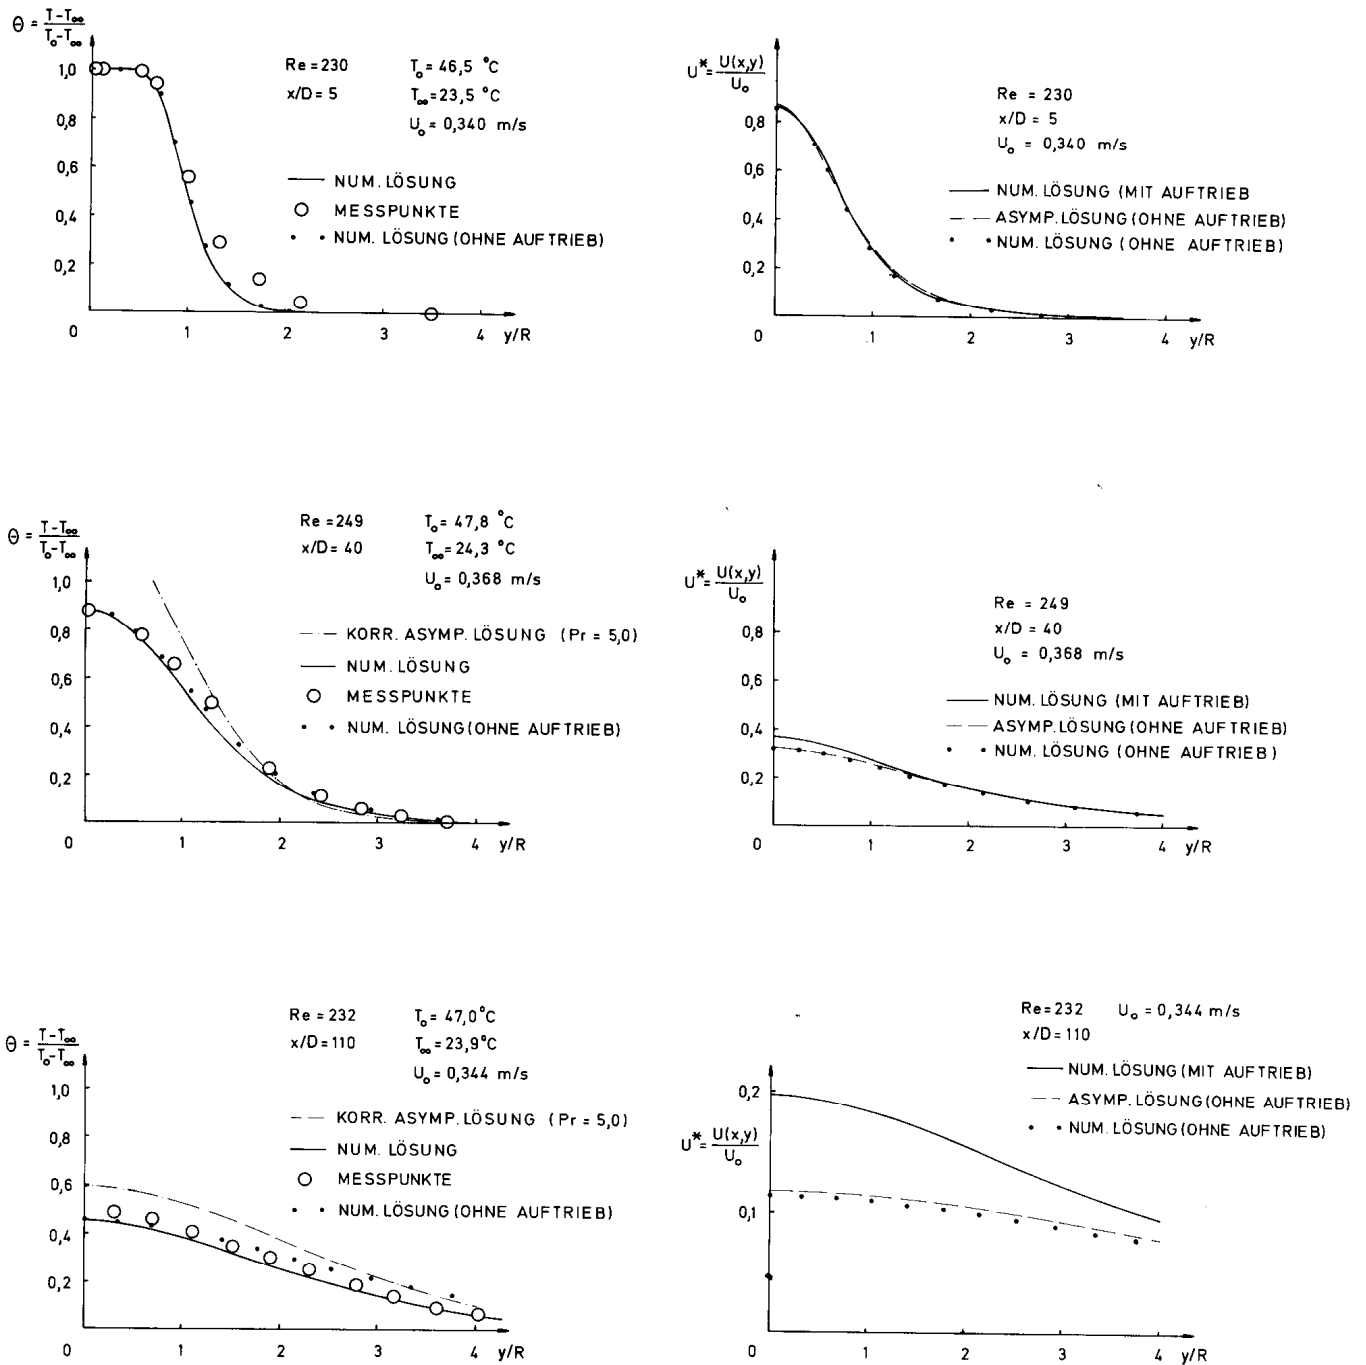 Θ = T-T∞ / T₀-T∞
Re = 230 T₀ = 46,5 °C
x/D = 5 T∞ = 23,5 °C
U₀ = 0,340 m/s
NUM. LÖSUNG
MESSPUNKTE
NUM. LÖSUNG (OHNE AUFTRIEB)
1,0
0,8
0,6
0,4
0,2
0 1 2 3 4 y/R
U* = U(x,y) / U₀
Re = 230
x/D = 5
U₀ = 0,340 m/s
NUM. LÖSUNG (MIT AUFTRIEB
ASYMP. LÖSUNG (OHNE AUFTRIEB)
NUM. LÖSUNG (OHNE AUFTRIEB)
0,8
0,6
0,4
0,2
0 1 2 3 4 y/R
Θ = T-T∞ / T₀-T∞
Re = 249 T₀ = 47,8 °C
x/D = 40 T∞ = 24,3 °C
U₀ = 0,368 m/s
KORR. ASYMP. LÖSUNG (Pr = 5,0)
NUM. LÖSUNG
MESSPUNKTE
NUM. LÖSUNG (OHNE AUFTRIEB)
1,0
0,8
0,6
0,4
0,2
0 1 2 3 4 y/R
U* = U(x,y) / U₀
Re = 249
x/D = 40
U₀ = 0,368 m/s
NUM. LÖSUNG (MIT AUFTRIEB)
ASYMP. LÖSUNG (OHNE AUFTRIEB)
NUM. LÖSUNG (OHNE AUFTRIEB)
0,8
0,6
0,4
0,2
0 1 2 3 4 y/R
Θ = T-T∞ / T₀-T∞
Re = 232 T₀ = 47,0 °C
x/D = 110 T∞ = 23,9 °C
U₀ = 0,344 m/s
KORR. ASYMP. LÖSUNG (Pr = 5,0)
NUM. LÖSUNG
MESSPUNKTE
NUM. LÖSUNG (OHNE AUFTRIEB)
1,0
0,8
0,6
0,4
0,2
0 1 2 3 4 y/R
Re = 232 U₀ = 0,344 m/s
x/D = 110
NUM. LÖSUNG (MIT AUFTRIEB)
ASYMP. LÖSUNG (OHNE AUFTRIEB)
NUM. LÖSUNG (OHNE AUFTRIEB)
0,2
U* = U(x,y) / U₀
0,1
0 1 2 3 4 y/R